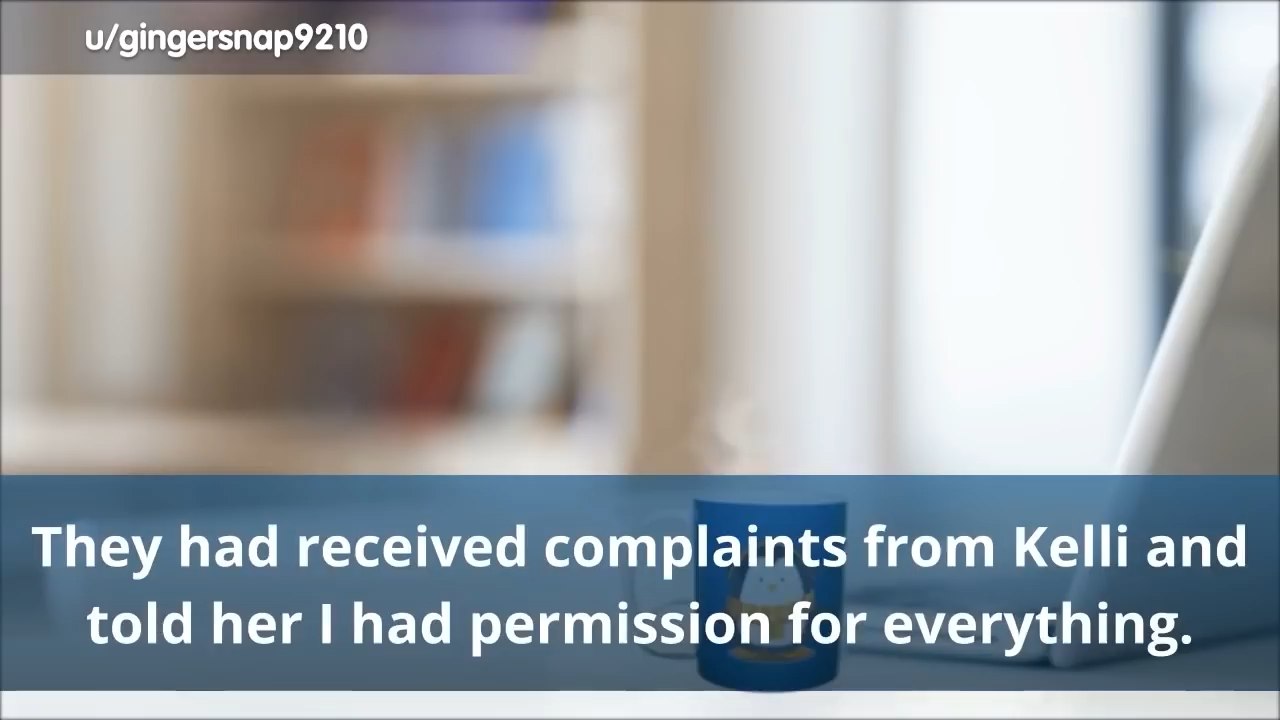 u/gingersnap9210
They had received complaints from Kelli and
told her I had permission for everything.